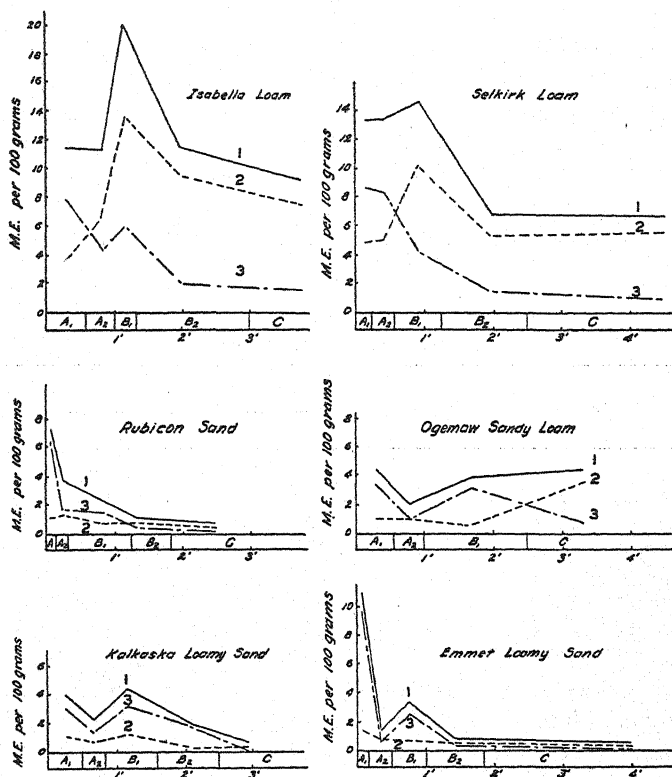 M.E. per 100 grams
20
18
16
14
12
10
8
6
4
2
0
Isabella Loam
1
2
3
A₁ A₂ B₁ B₂ C
1' 2' 3'
M.E. per 100 grams
14
12
10
8
6
4
2
0
Selkirk Loam
1
2
3
A₁ A₂ B₁ B₂ C
1' 2' 3' 4'
M.E. per 100 grams
8
6
4
2
0
Rubicon Sand
1
3
2
A A₂ B₁ B₂ C
1' 2' 3'
M.E. per 100 grams
8
6
4
2
0
Ogemaw Sandy Loam
1
2
3
A₁ A₂ B₁ C
1' 2' 3' 4'
M.E. per 100 grams
6
4
2
0
Kalkaska Loamy Sand
1
3
2
A₁ A₂ B₁ B₂ C
1' 2' 3'
M.E. per 100 grams
10
8
6
4
2
0
Emmet Loamy Sand
1
3
2
A₁ A₂ B₁ B₂ C
1' 2' 3' 4'